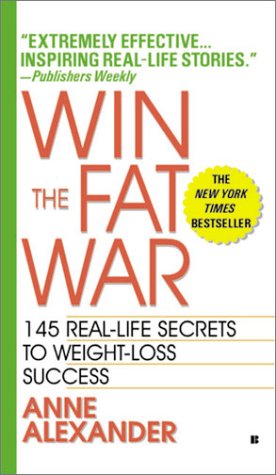 "EXTREMELY EFFECTIVE...
INSPIRING REAL-LIFE STORIES."
—Publishers Weekly
WIN
THE FAT
WAR
THE
NEW YORK
TIMES
BESTSELLER
145 REAL-LIFE SECRETS
TO WEIGHT-LOSS
SUCCESS
ANNE
ALEXANDER
B